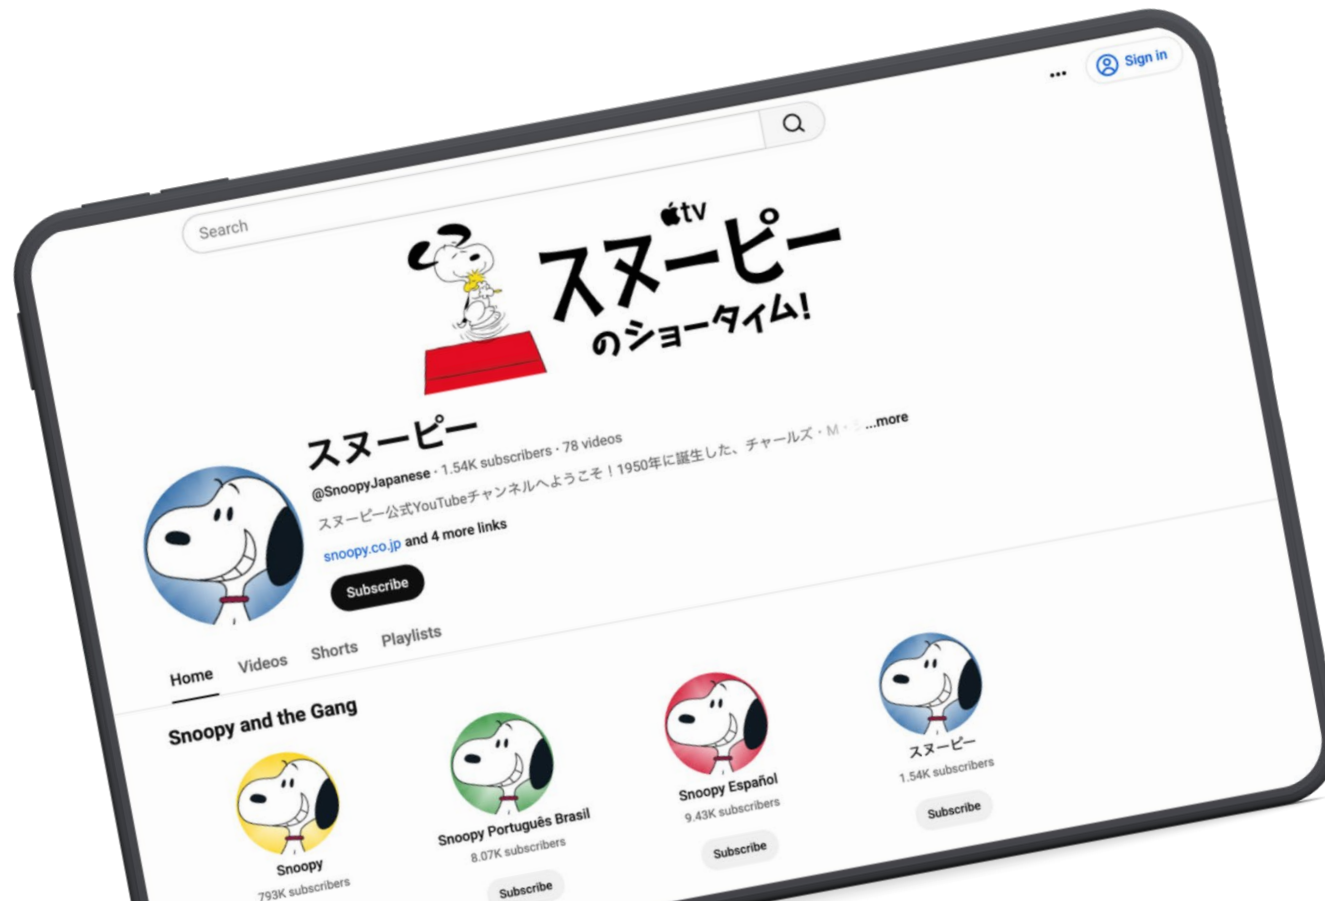 Sign in
Search
tv
スヌーピー
のショータイム!
スヌーピー
@SnoopyJapanese · 1.54K subscribers · 78 videos
スヌーピー公式YouTubeチャンネルへようこそ！1950年に誕生した、チャールズ・M・ ...more
snoopy.co.jp and 4 more links
Subscribe
Home Videos Shorts Playlists
Snoopy and the Gang
Snoopy
793K subscribers
Snoopy Português Brasil
8.07K subscribers
Subscribe
Snoopy Español
9.43K subscribers
Subscribe
スヌーピー
1.54K subscribers
Subscribe